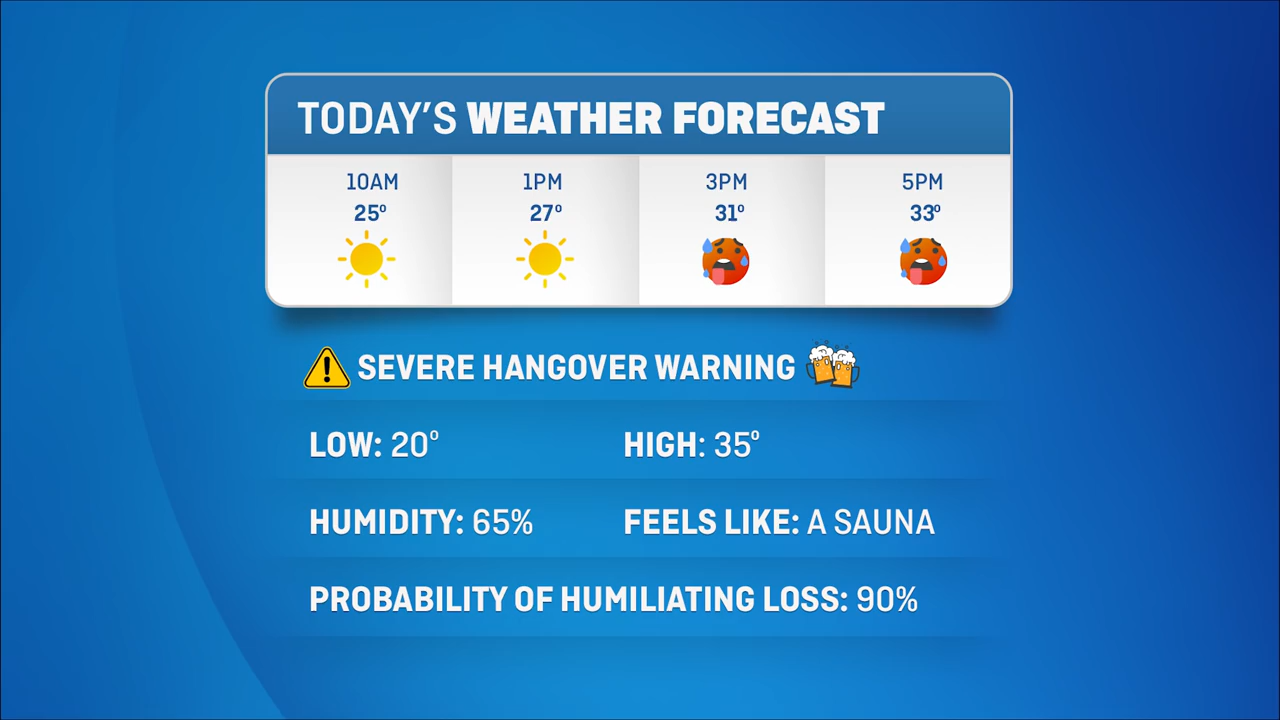 TODAY'S WEATHER FORECAST
10AM 1PM 3PM 5PM
25º 27º 31º 33º
SEVERE HANGOVER WARNING
LOW: 20º HIGH: 35º
HUMIDITY: 65% FEELS LIKE: A SAUNA
PROBABILITY OF HUMILIATING LOSS: 90%